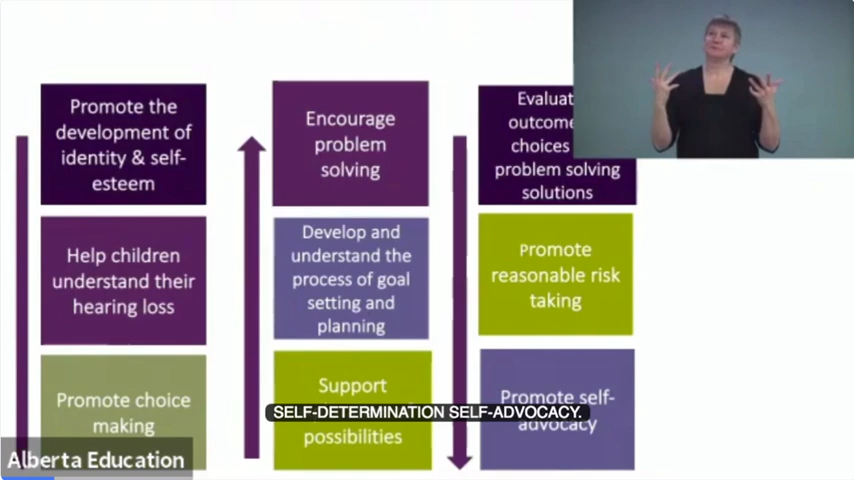 Promote the
development of
identity & self-
esteem
Help children
understand their
hearing loss
Promote choice
making
Encourage
problem
solving
Develop and
understand the
process of goal
setting and
planning
Support
possibilities
Evaluat
outcome
choices
problem solving
solutions
Promote
reasonable risk
taking
Promote self-
advocacy
SELF-DETERMINATION SELF-ADVOCACY.
Alberta Education